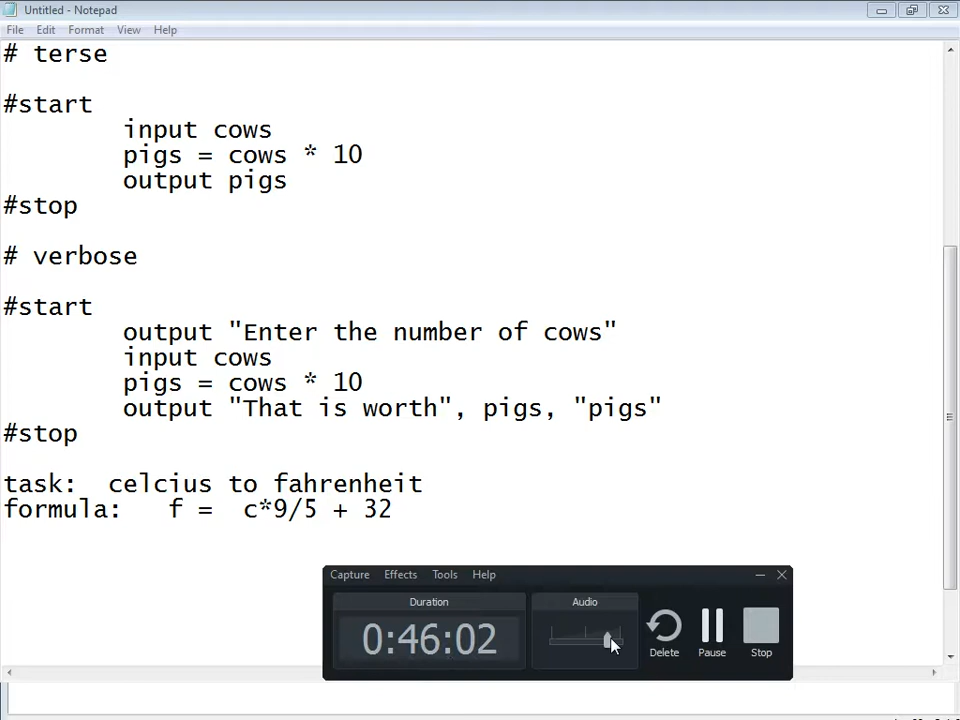 Untitled - Notepad
File Edit Format View Help
# terse
#start
input cows
pigs = cows * 10
output pigs
#stop
# verbose
#start
output "Enter the number of cows"
input cows
pigs = cows * 10
output "That is worth", pigs, "pigs"
#stop
task: celcius to fahrenheit
formula: f = c*9/5 + 32
Capture Effects Tools Help
Duration
Audio
0:46:02
Delete Pause Stop